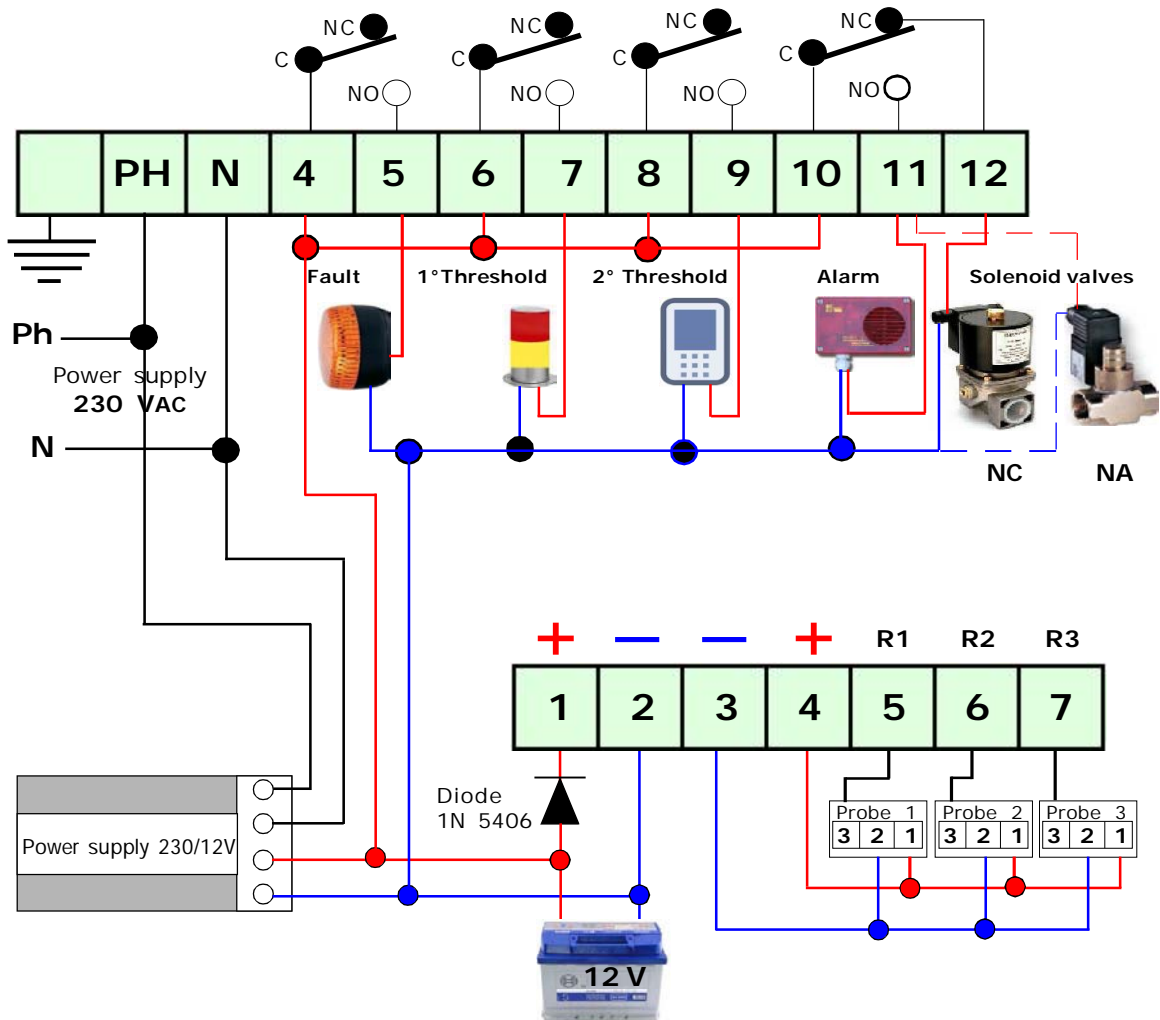 NC NC NC NC
C C C C
NO NO NO NO
PH N 4 5 6 7 8 9 10 11 12
Fault 1°Threshold 2° Threshold Alarm Solenoid valves
Ph
Power supply
230 VAC
N
NC NA
+ — — + R1 R2 R3
1 2 3 4 5 6 7
Diode
1N 5406
Probe 1 Probe 2 Probe 3
3 2 1 3 2 1 3 2 1
Power supply 230/12V
12 V